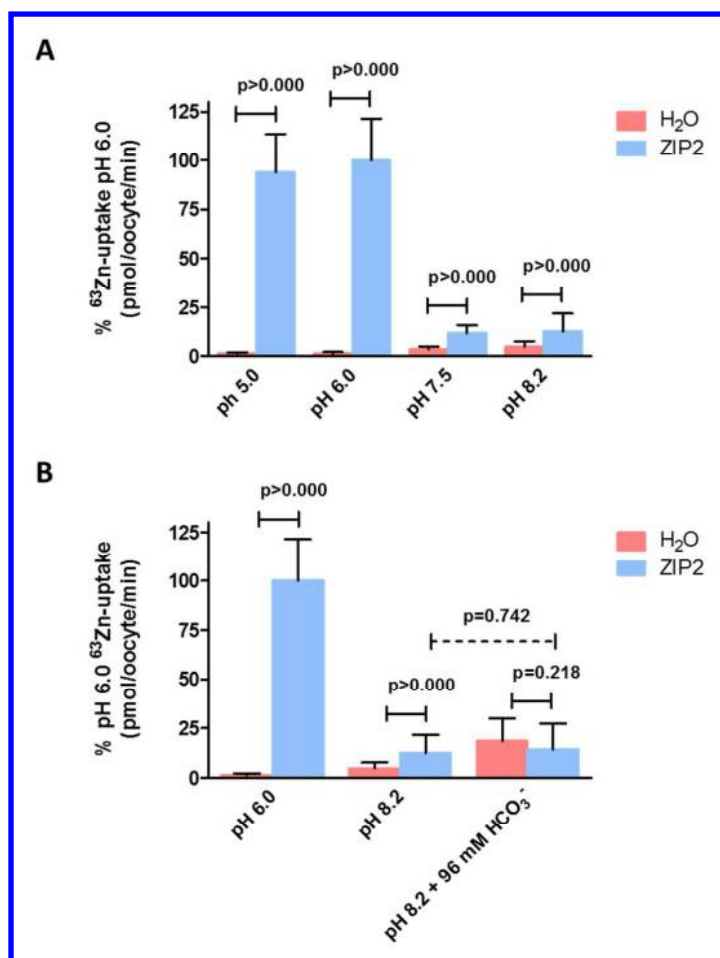 A
p>0.000
p>0.000
H₂O
ZIP2
% ⁶³Zn-uptake pH 6.0
(pmol/oocyte/min)
125
100
75
50
25
0
p>0.000
p>0.000
ph 5.0
pH 6.0
pH 7.5
pH 8.2
B
p>0.000
H₂O
ZIP2
% pH 6.0 ⁶³Zn-uptake
(pmol/oocyte/min)
125
100
75
50
25
0
p=0.742
p>0.000
p=0.218
pH 6.0
pH 8.2
pH 8.2 + 96 mM HCO₃⁻